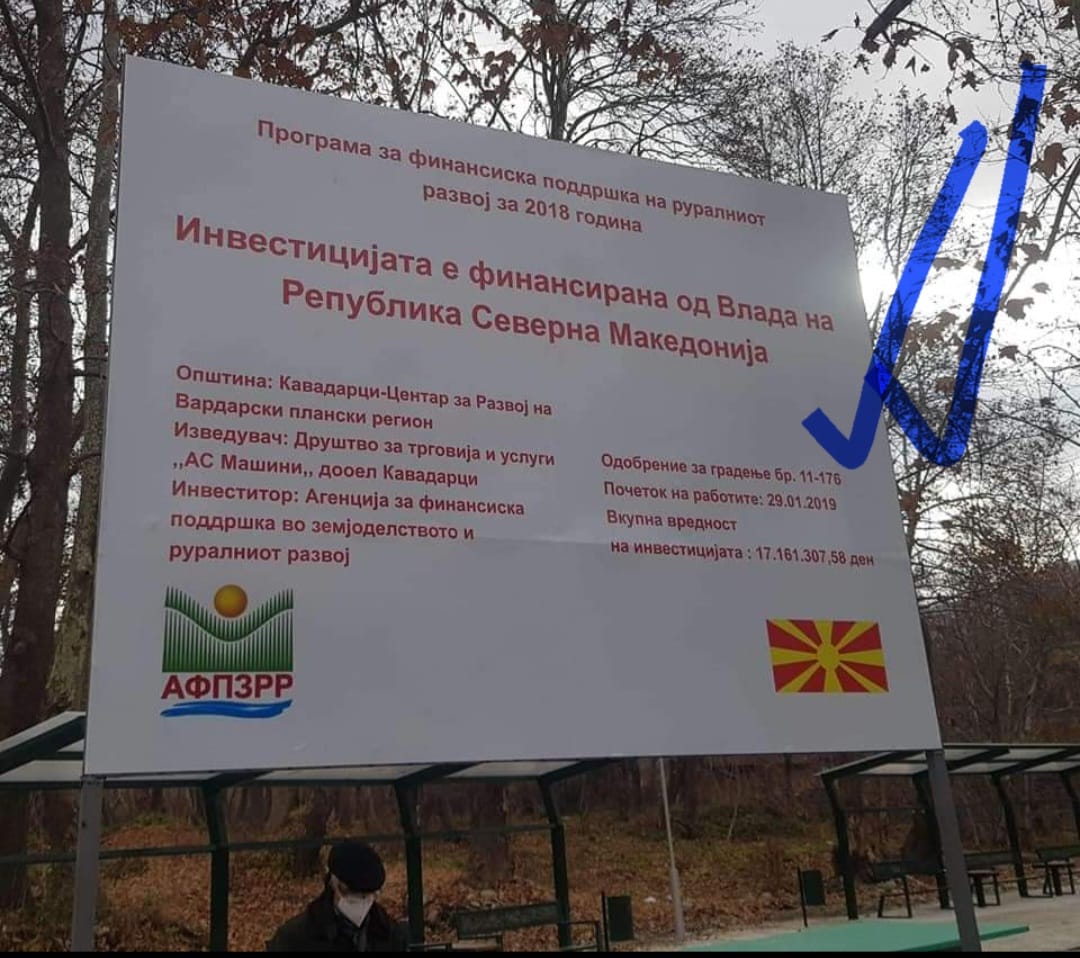 Програма за финансиска поддршка на руралниот
развој за 2018 година
Инвестицијата е финансирана од Влада на
Република Северна Македонија
Општина: Кавадарци-Центар за Развој на
Вардарски плански регион
Изведувач: Друштво за трговија и услуги
,,АС Машини,, дооел Кавадарци
Инвеститор: Агенција за финансиска
поддршка во земјоделството и
руралниот развој
Одобрение за градење бр. 11-176
Почеток на работите: 29.01.2019
Вкупна вредност
на инвестицијата : 17.161.307,58 ден
АФПЗРР